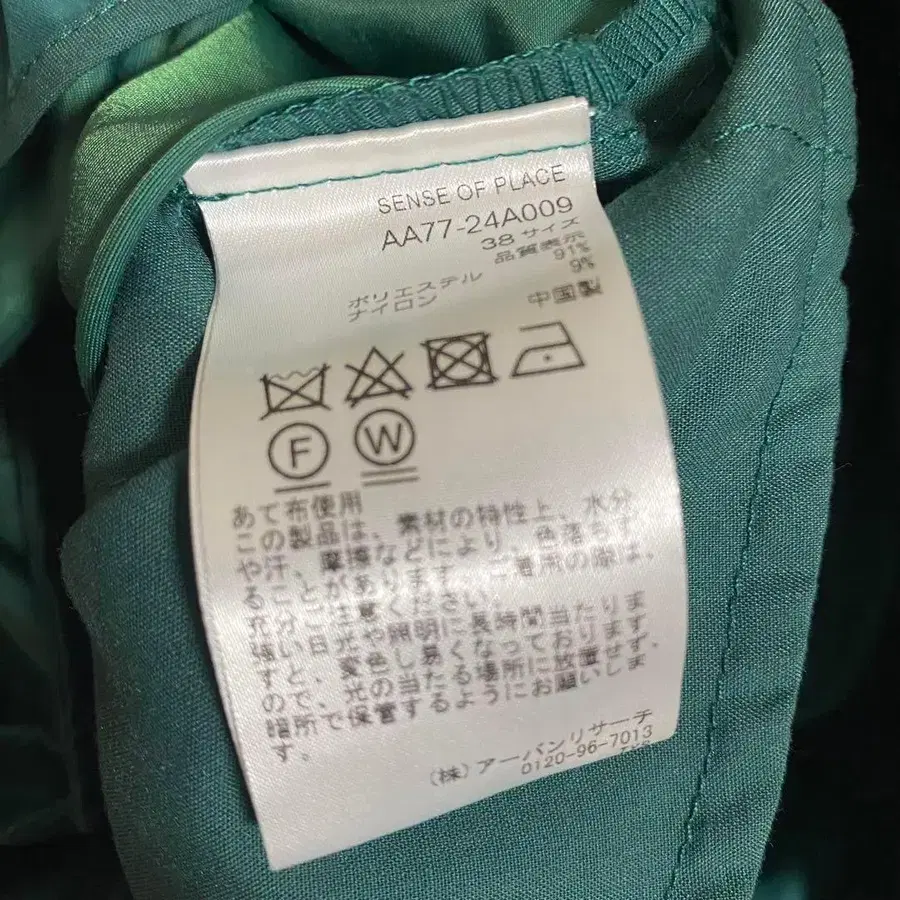 SENSE OF PLACE
AA77-24A009
38 サイズ
品質表示
ポリエステル 91%
ナイロン 9%
中国製
F W
あて布使用
この製品は、素材の特性上、水分
や汗、摩擦などにより、色落ちす
ることがあります。ご着用の際は、
充分ご注意ください。
強い日光や照明に長時間当たりま
すと、変色し易くなっております
ので、光の当たる場所に放置せず、
暗所で保管するようにお願いしま
す。
(株) アーバンリサーチ
0120-96-7013